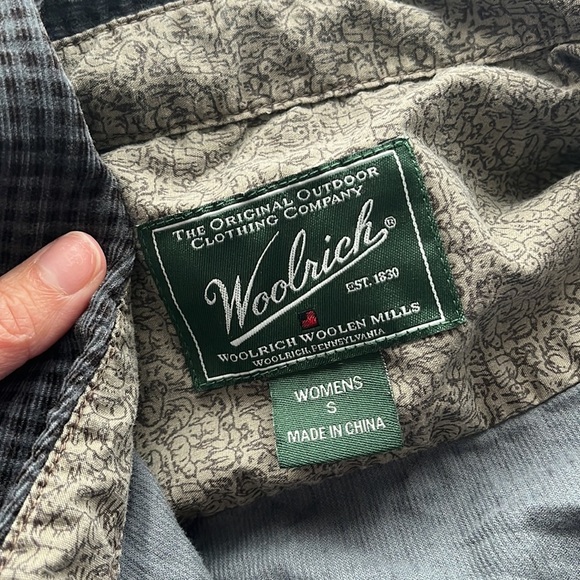 The Original Outdoor
Clothing Company
Woolrich®
EST. 1830
Woolrich Woolen Mills
Woolrich, Pennsylvania
WOMENS
S
MADE IN CHINA